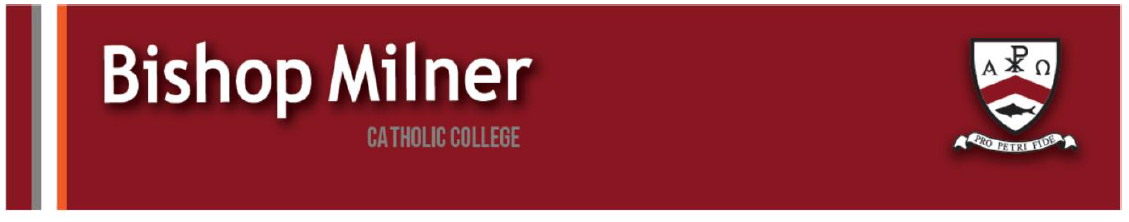 Bishop Milner
CATHOLIC COLLEGE
Α ☧ Ω
PRO PETRI FIDE